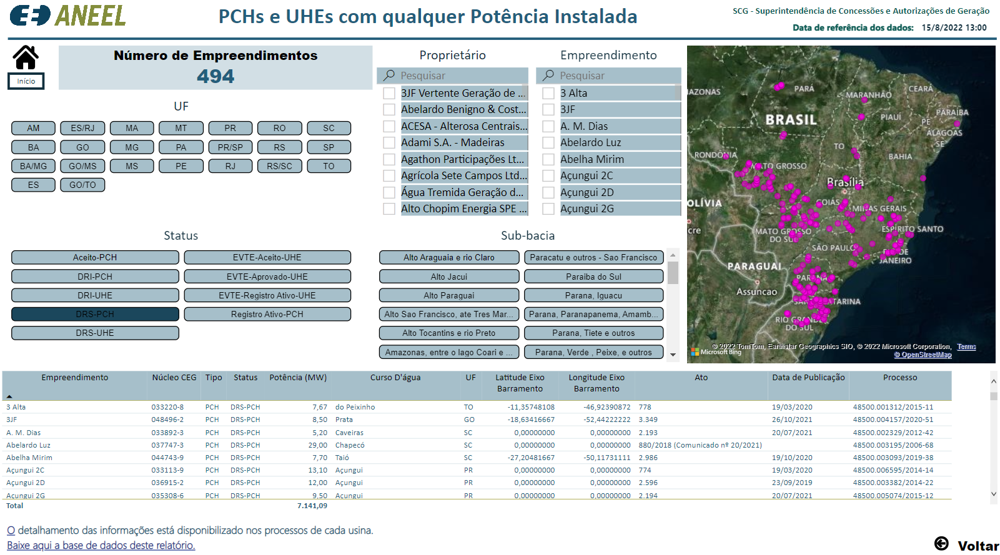 ANEEL
PCHs e UHEs com qualquer Potência Instalada
SCG - Superintendência de Concessões e Autorizações de Geração
Data de referência dos dados: 15/8/2022 13:00
Início
Número de Empreendimentos
494
UF
AM ES/RJ MA MT PR RO SC
BA GO MG PA PR/SP RS SP
BA/MG GO/MS MS PE RJ RS/SC TO
ES GO/TO
Proprietário
Pesquisar
3JF Vertente Geração de ...
Abelardo Benigno & Cost...
ACESA - Alterosa Centrais...
Adami S.A. - Madeiras
Agathon Participações Lt...
Agrícola Sete Campos Ltd...
Água Tremida Geração d...
Alto Chopim Energia SPE ...
Empreendimento
Pesquisar
3 Alta
3JF
A. M. Dias
Abelardo Luz
Abelha Mirim
Açungui 2C
Açungui 2D
Açungui 2G
Status
Aceito-PCH EVTE-Aceito-UHE
DRI-PCH EVTE-Aprovado-UHE
DRI-UHE EVTE-Registro Ativo-UHE
DRS-PCH Registro Ativo-PCH
DRS-UHE
Sub-bacia
Alto Araguaia e rio Claro Paracatu e outros - Sao Francisco
Alto Jacui Paraiba do Sul
Alto Paraguai Parana, Iguacu
Alto Sao Francisco, ate Tres Mar... Parana, Paranapanema, Amamb...
Alto Tocantins e rio Preto Parana, Tiete e outros
Amazonas, entre o lago Coari e ... Parana, Verde , Peixe, e outros
MAZONAS
PARÁ
MARANHÃO
CEARÁ
BRASIL
PIAUÍ
PARAÍBA
PE
ALAGOAS
SE
TO
BAHIA
RONDÔNIA
MATO GROSSO
Brasília
OLÍVIA
GOIÁS
MINAS GERAIS
cre
MATO GROSSO
DO SUL
ESPÍRITO SANTO
SÃO PAULO
DE
JANEIRO
PARAGUAI
PARANÁ
Assuncao
SANTA CATARINA
RIO GRANDE
DO SUL
© 2022 TomTom, Earthstar Geographics SIO, © 2022 Microsoft Corporation, Terms
Microsoft Bing
© OpenStreetMap
Empreendimento Núcleo CEG Tipo Status Potência (MW) Curso D'água UF Latitude Eixo Barramento Longitude Eixo Barramento Ato Data de Publicação Processo
3 Alta 033220-8 PCH DRS-PCH 7,67 do Peixinho TO -11,35748108 -46,92390872 778 19/03/2020 48500.001312/2015-11
3JF 048496-2 PCH DRS-PCH 8,50 Prata GO -18,63416667 -52,44222222 3.349 26/10/2021 48500.004157/2020-51
A. M. Dias 033892-3 PCH DRS-PCH 5,20 Caveiras SC 0,00000000 0,00000000 2.193 20/07/2021 48500.002329/2012-42
Abelardo Luz 037747-3 PCH DRS-PCH 29,00 Chapecó SC 0,00000000 0,00000000 880/2018 (Comunicado nº 20/2021) 48500.003195/2006-68
Abelha Mirim 044743-9 PCH DRS-PCH 7,70 Taió SC -27,20481667 -50,11731111 2.986 19/10/2020 48500.003093/2019-38
Açungui 2C 033113-9 PCH DRS-PCH 13,10 Açungui PR 0,00000000 0,00000000 774 19/03/2020 48500.006595/2014-14
Açungui 2D 036915-2 PCH DRS-PCH 12,00 Açungui PR 0,00000000 0,00000000 2.596 23/09/2019 48500.003382/2014-22
Açungui 2G 035308-6 PCH DRS-PCH 9,50 Açungui PR 0,00000000 0,00000000 2.194 20/07/2021 48500.005074/2015-12
Total 7.141,09
O detalhamento das informações está disponibilizado nos processos de cada usina.
Baixe aqui a base de dados deste relatório.
Voltar